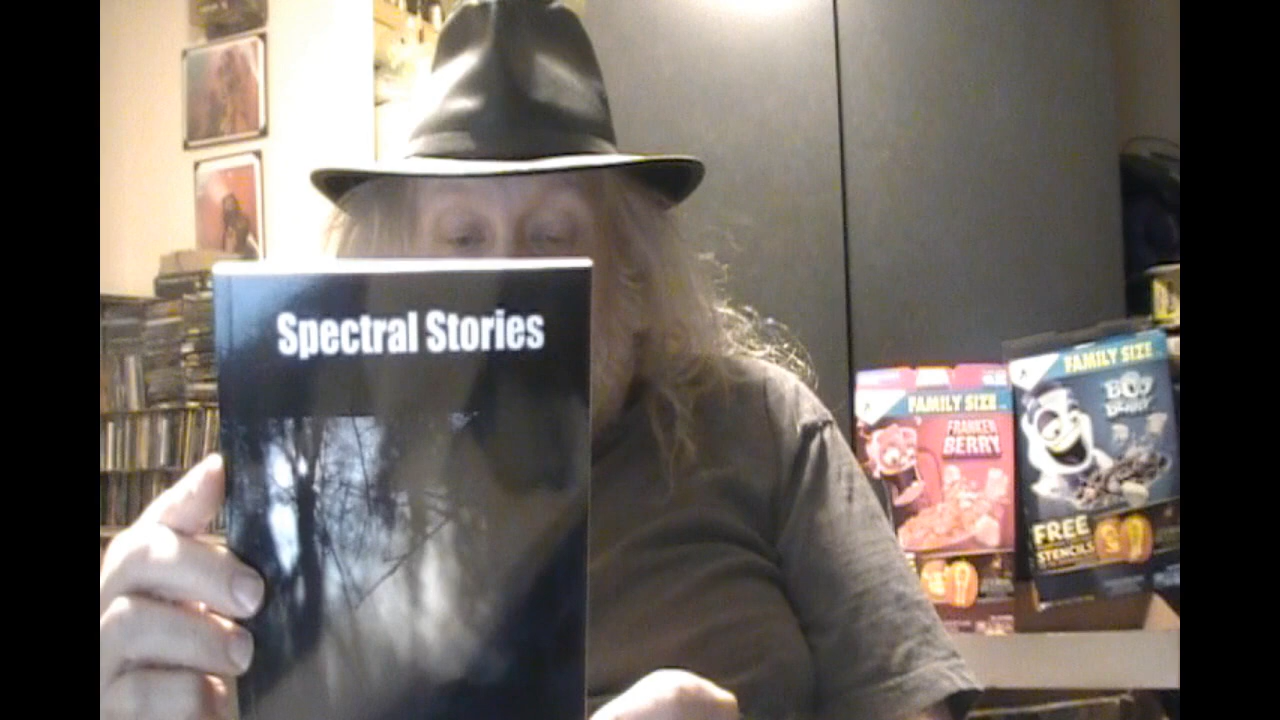 Spectral Stories
FAMILY SIZE
FRANKEN
BERRY
FAMILY SIZE
BOO
BERRY
FREE
STENCILS